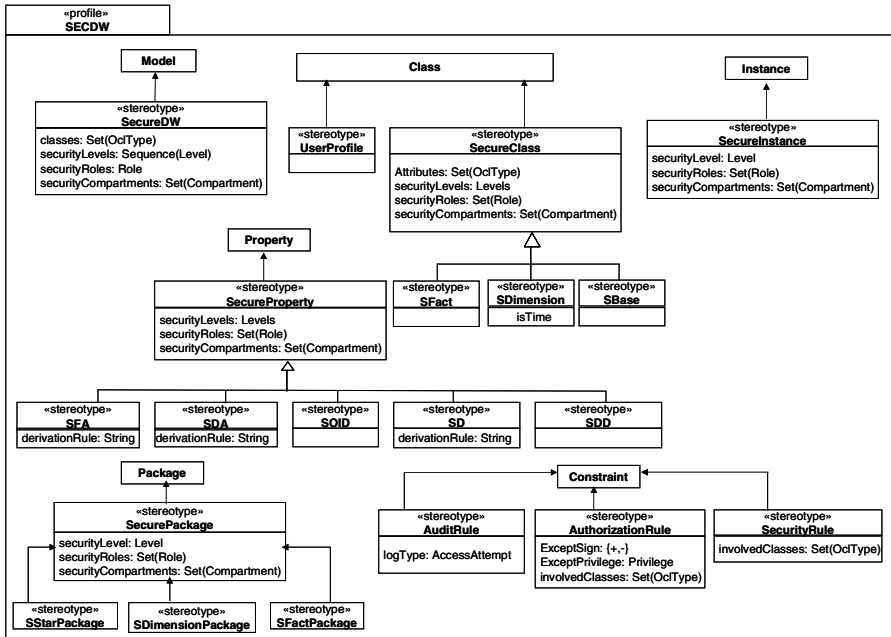 «profile»
SECDW
Model
Class
Instance
«stereotype»
SecureDW
classes: Set(OclType)
securityLevels: Sequence(Level)
securityRoles: Role
securityCompartments: Set(Compartment)
«stereotype»
UserProfile
«stereotype»
SecureClass
Attributes: Set(OclType)
securityLevels: Levels
securityRoles: Set(Role)
securityCompartments: Set(Compartment)
«stereotype»
SecureInstance
securityLevel: Level
securityRoles: Set(Role)
securityCompartments: Set(Compartment)
Property
«stereotype»
SecureProperty
securityLevels: Levels
securityRoles: Set(Role)
securityCompartments: Set(Compartment)
«stereotype»
SFact
«stereotype»
SDimension
isTime
«stereotype»
SBase
«stereotype»
SFA
derivationRule: String
«stereotype»
SDA
derivationRule: String
«stereotype»
SOID
«stereotype»
SD
derivationRule: String
«stereotype»
SDD
Package
«stereotype»
SecurePackage
securityLevel: Level
securityRoles: Set(Role)
securityCompartments: Set(Compartment)
«stereotype»
SStarPackage
«stereotype»
SDimensionPackage
«stereotype»
SFactPackage
Constraint
«stereotype»
AuditRule
logType: AccessAttempt
«stereotype»
AuthorizationRule
ExceptSign: {+,-}
ExceptPrivilege: Privilege
involvedClasses: Set(OclType)
«stereotype»
SecurityRule
involvedClasses: Set(OclType)